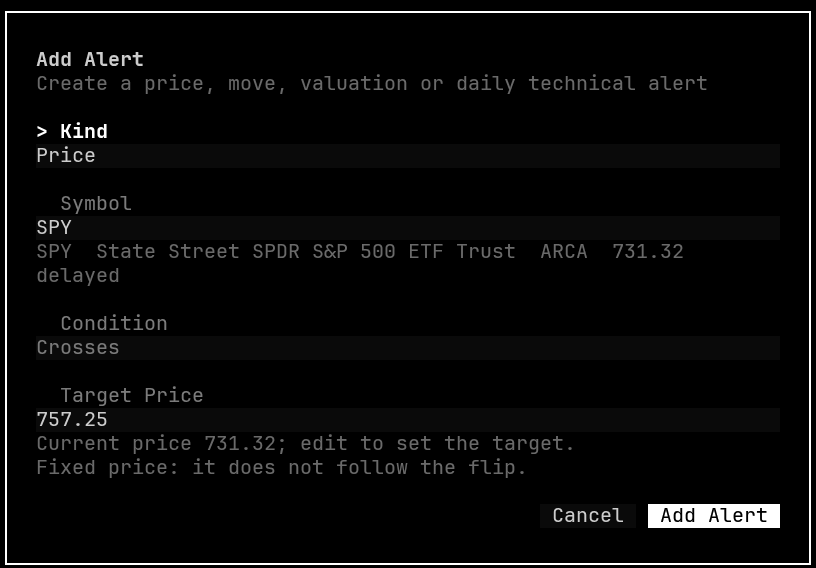 Add Alert
Create a price, move, valuation or daily technical alert
> Kind
Price
Symbol
SPY
SPY  State Street SPDR S&P 500 ETF Trust  ARCA  731.32
delayed
Condition
Crosses
Target Price
757.25
Current price 731.32; edit to set the target.
Fixed price: it does not follow the flip.
Cancel  Add Alert